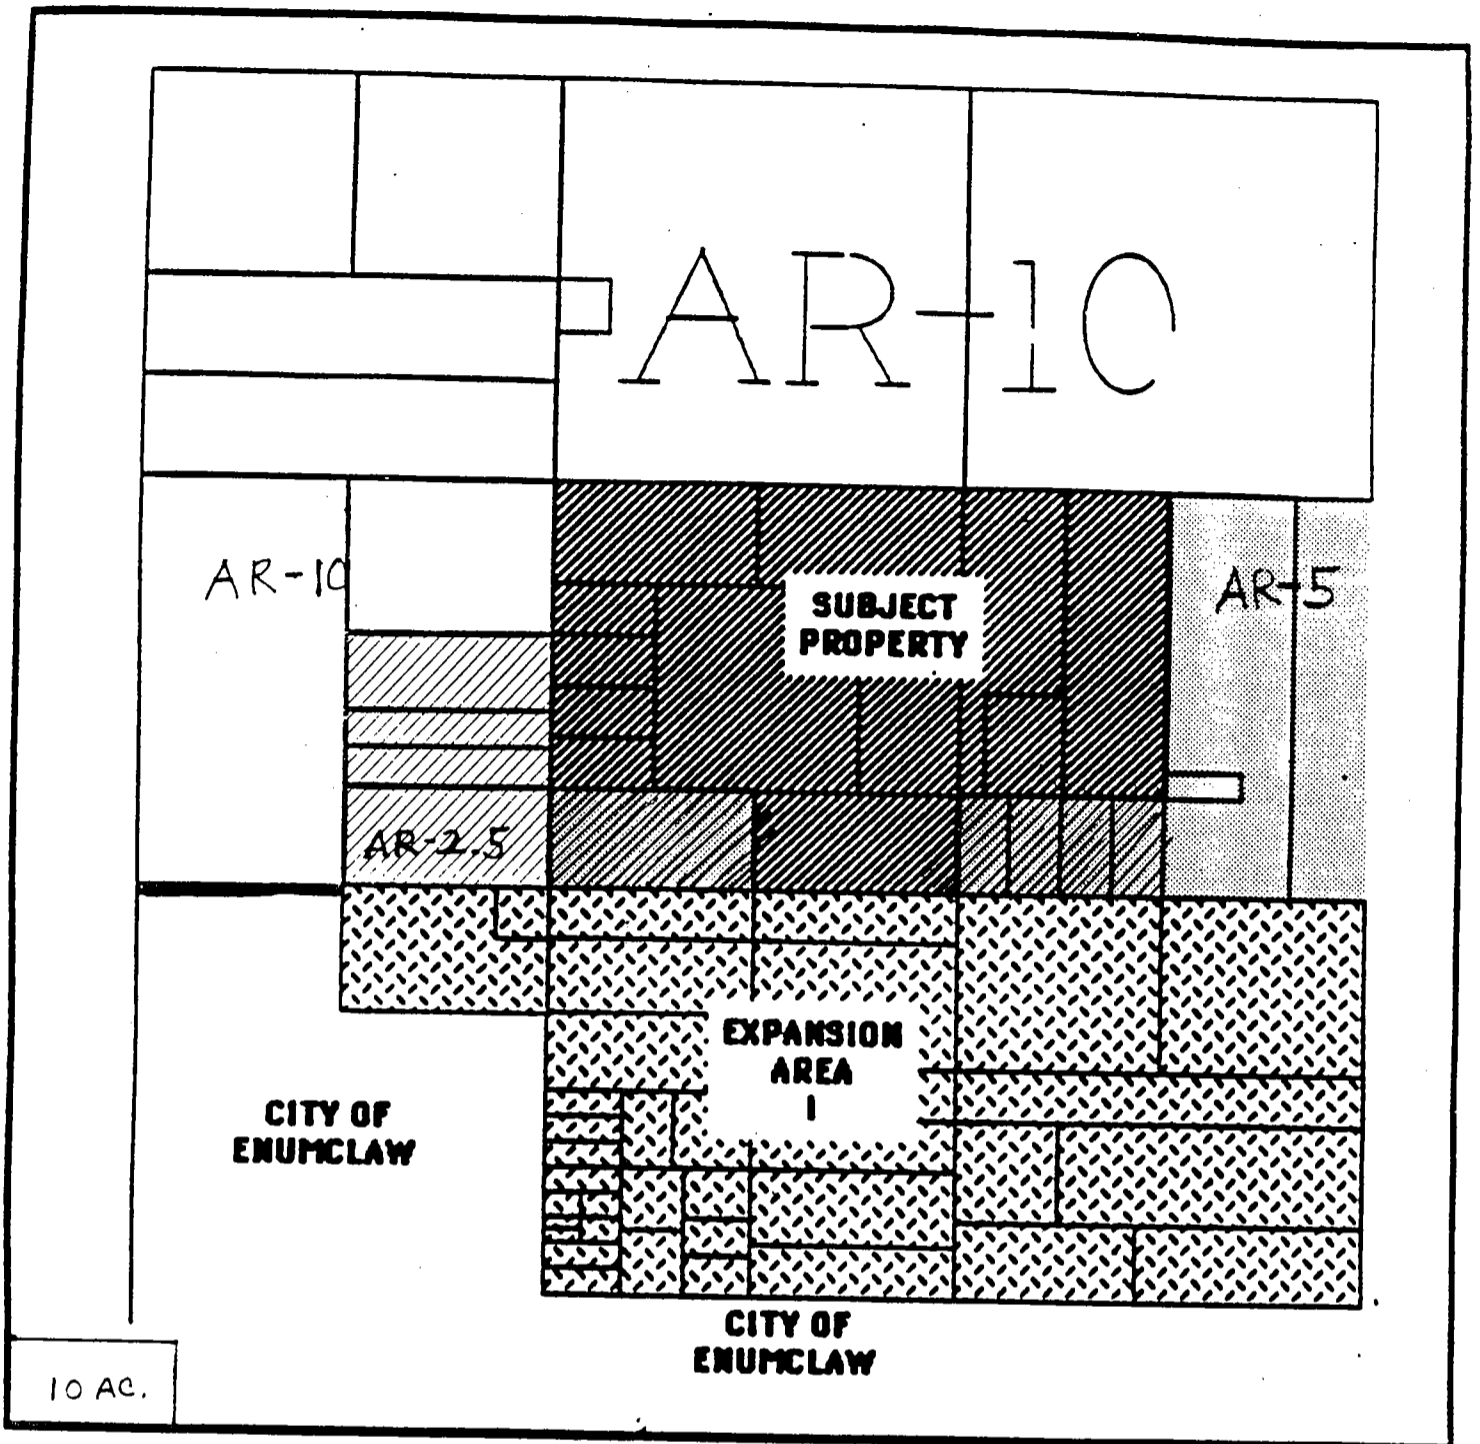 AR-10
AR-10
SUBJECT
PROPERTY
AR-5
AR-2.5
EXPANSION
AREA
I
CITY OF
ENUMCLAW
CITY OF
ENUMCLAW
10 AC.